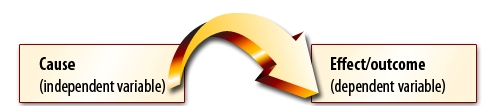 Cause
(independent variable)
Effect/outcome
(dependent variable)